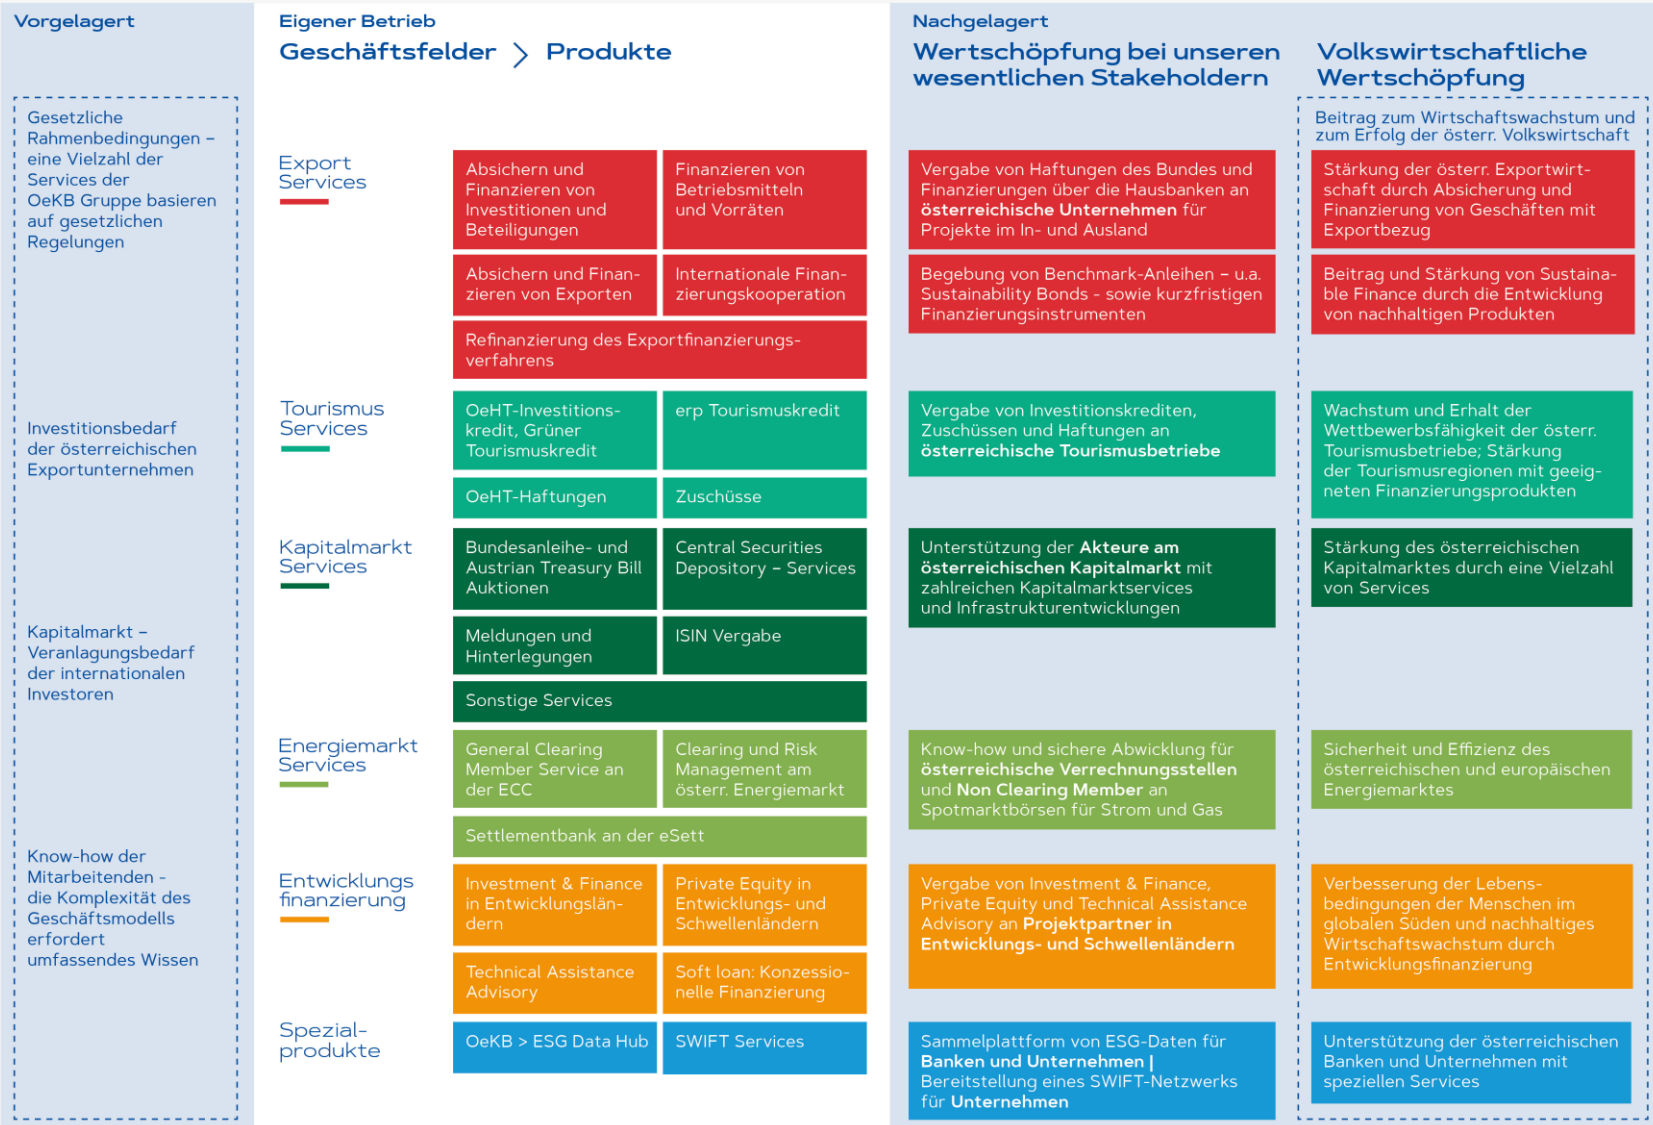 Vorgelagert
Gesetzliche
Rahmenbedingungen –
eine Vielzahl der
Services der
OeKB Gruppe basieren
auf gesetzlichen
Regelungen
Investitionsbedarf
der österreichischen
Exportunternehmen
Kapitalmarkt –
Veranlagungsbedarf
der internationalen
Investoren
Know-how der
Mitarbeitenden -
die Komplexität des
Geschäftsmodells
erfordert
umfassendes Wissen
Eigener Betrieb
Geschäftsfelder > Produkte
Export
Services
Absichern und
Finanzieren von
Investitionen und
Beteiligungen
Finanzieren von
Betriebsmitteln
und Vorräten
Absichern und Finan-
zieren von Exporten
Internationale Finan-
zierungskooperation
Refinanzierung des Exportfinanzierungs-
verfahrens
Tourismus
Services
OeHT-Investitions-
kredit, Grüner
Tourismuskredit
erp Tourismuskredit
OeHT-Haftungen
Zuschüsse
Kapitalmarkt
Services
Bundesanleihe- und
Austrian Treasury Bill
Auktionen
Central Securities
Depository – Services
Meldungen und
Hinterlegungen
ISIN Vergabe
Sonstige Services
Energiemarkt
Services
General Clearing
Member Service an
der ECC
Clearing und Risk
Management am
österr. Energiemarkt
Settlementbank an der eSett
Entwicklungs
finanzierung
Investment & Finance
in Entwicklungslän-
dern
Private Equity in
Entwicklungs- und
Schwellenländern
Technical Assistance
Advisory
Soft loan: Konzessio-
nelle Finanzierung
Spezial-
produkte
OeKB > ESG Data Hub
SWIFT Services
Nachgelagert
Wertschöpfung bei unseren
wesentlichen Stakeholdern
Vergabe von Haftungen des Bundes und
Finanzierungen über die Hausbanken an
österreichische Unternehmen für
Projekte im In- und Ausland
Begebung von Benchmark-Anleihen – u.a.
Sustainability Bonds - sowie kurzfristigen
Finanzierungsinstrumenten
Vergabe von Investitionskrediten,
Zuschüssen und Haftungen an
österreichische Tourismusbetriebe
Unterstützung der Akteure am
österreichischen Kapitalmarkt mit
zahlreichen Kapitalmarktservices
und Infrastrukturentwicklungen
Know-how und sichere Abwicklung für
österreichische Verrechnungsstellen
und Non Clearing Member an
Spotmarktbörsen für Strom und Gas
Vergabe von Investment & Finance,
Private Equity und Technical Assistance
Advisory an Projektpartner in
Entwicklungs- und Schwellenländern
Sammelplattform von ESG-Daten für
Banken und Unternehmen |
Bereitstellung eines SWIFT-Netzwerks
für Unternehmen
Volkswirtschaftliche
Wertschöpfung
Beitrag zum Wirtschaftswachstum und
zum Erfolg der österr. Volkswirtschaft
Stärkung der österr. Exportwirt-
schaft durch Absicherung und
Finanzierung von Geschäften mit
Exportbezug
Beitrag und Stärkung von Sustaina-
ble Finance durch die Entwicklung
von nachhaltigen Produkten
Wachstum und Erhalt der
Wettbewerbsfähigkeit der österr.
Tourismusbetriebe; Stärkung
der Tourismusregionen mit geeig-
neten Finanzierungsprodukten
Stärkung des österreichischen
Kapitalmarktes durch eine Vielzahl
von Services
Sicherheit und Effizienz des
österreichischen und europäischen
Energiemarktes
Verbesserung der Lebens-
bedingungen der Menschen im
globalen Süden und nachhaltiges
Wirtschaftswachstum durch
Entwicklungsfinanzierung
Unterstützung der österreichischen
Banken und Unternehmen mit
speziellen Services